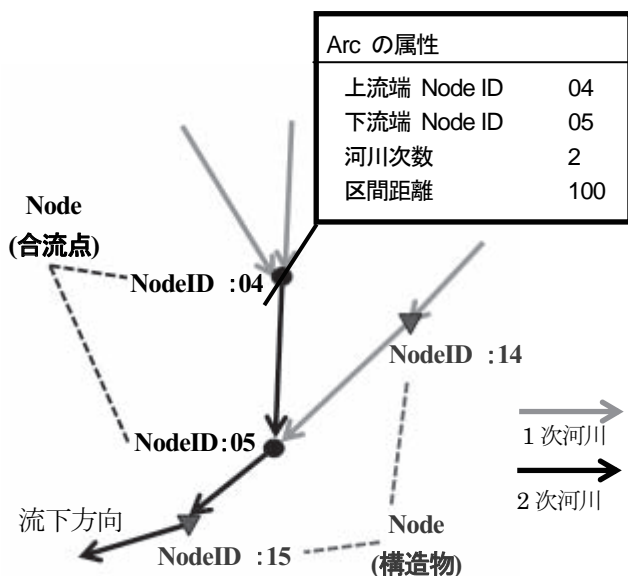 Arc の属性
上流端 Node ID 04
下流端 Node ID 05
河川次数 2
区間距離 100
Node
(合流点)
NodeID :04
NodeID :14
NodeID:05
1 次河川
2 次河川
流下方向
NodeID :15
Node
(構造物)